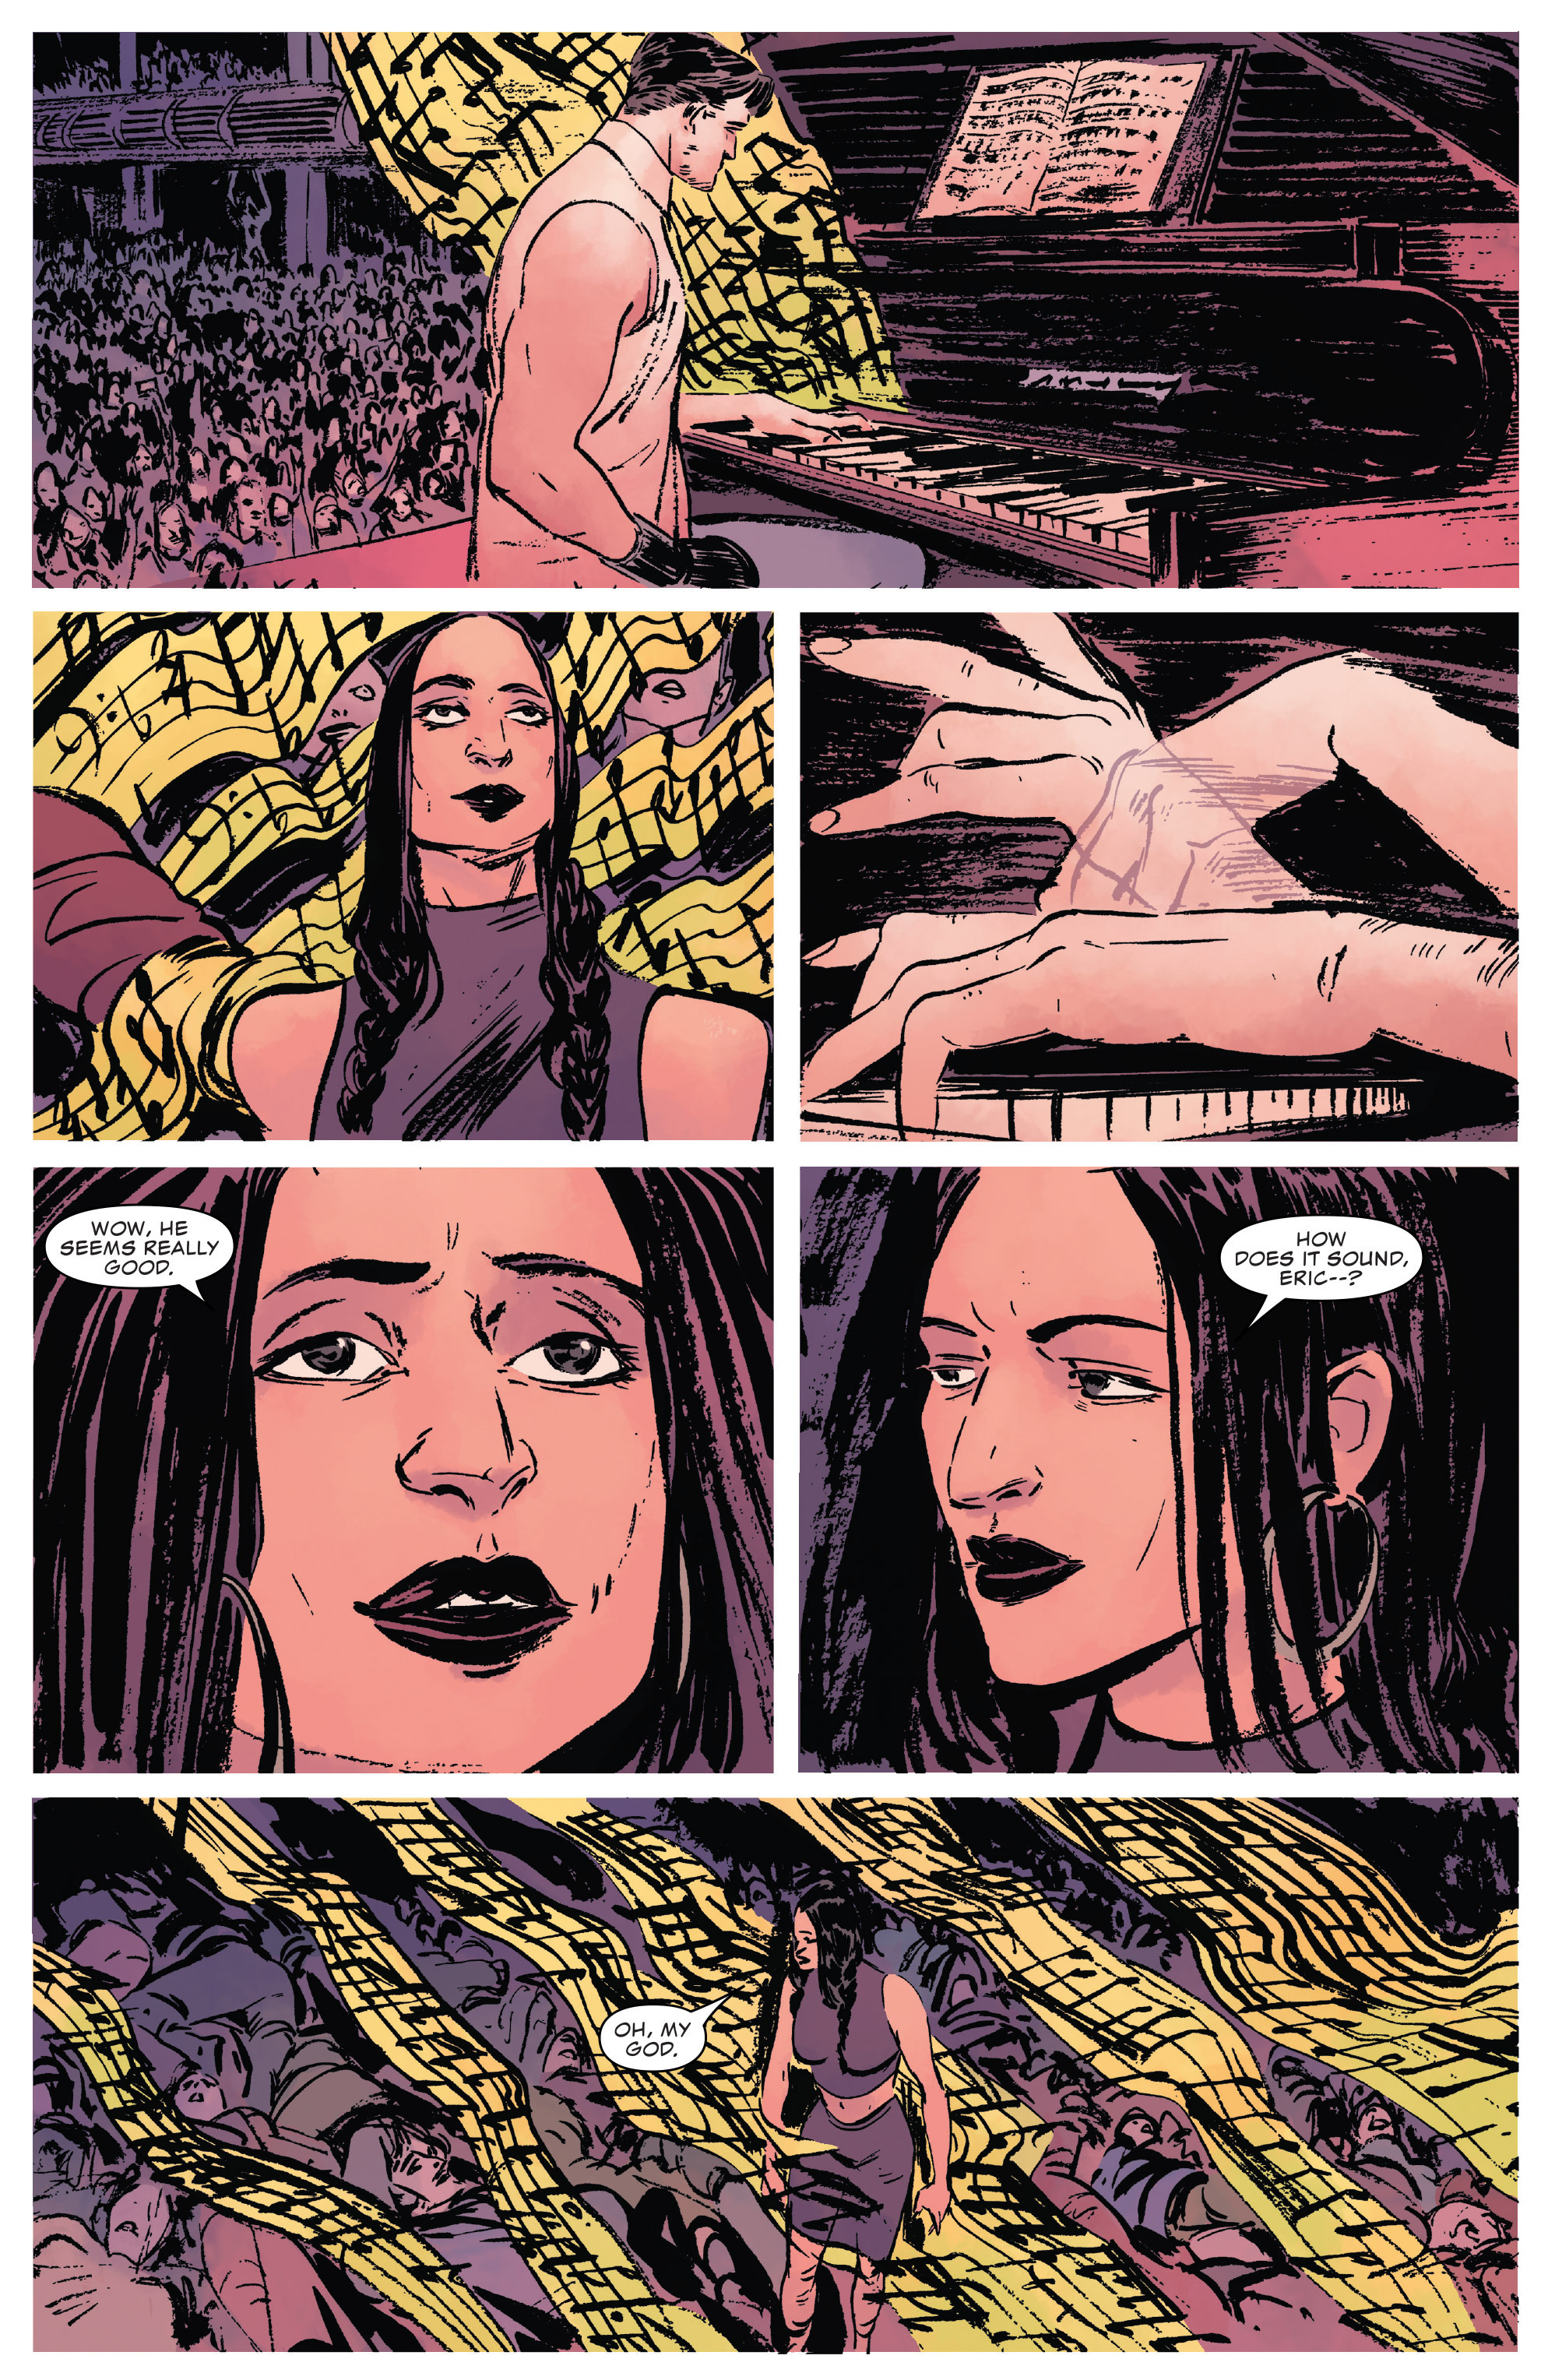 WOW, HE
SEEMS REALLY
GOOD.
HOW
DOES IT SOUND,
ERIC--?
OH, MY
GOD.